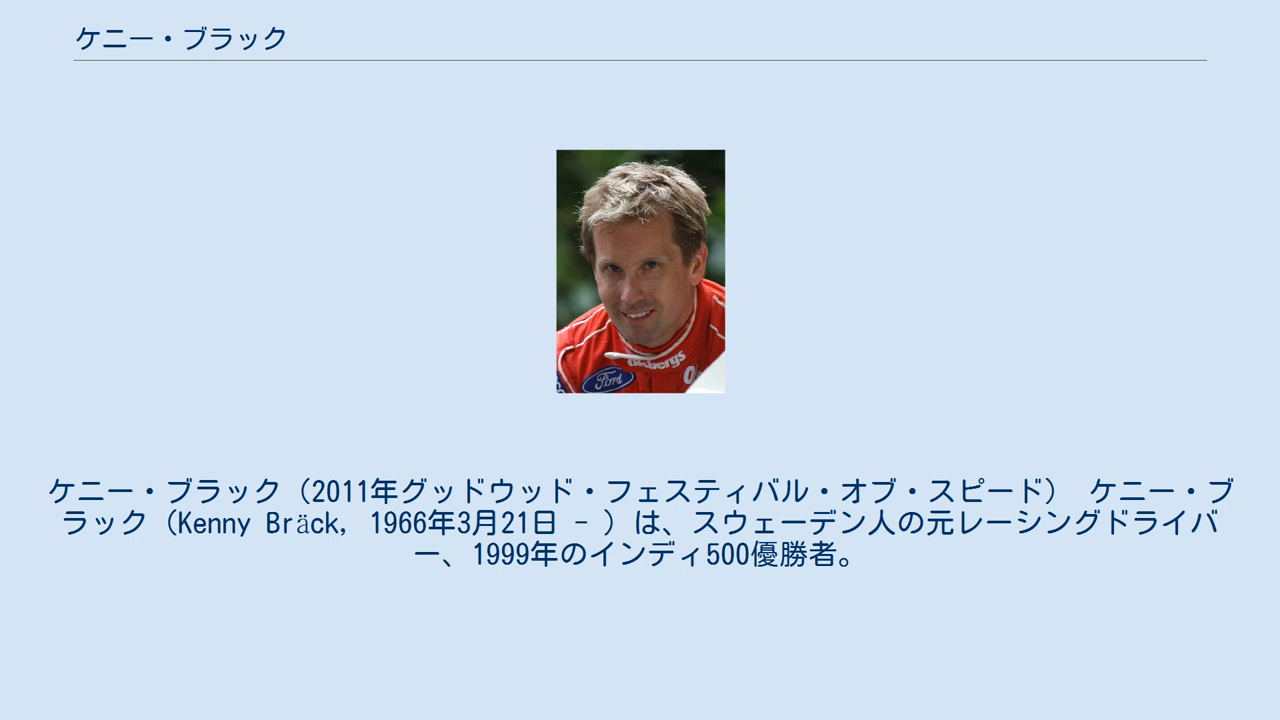 ケニー・ブラック
Ford
ケニー・ブラック（2011年グッドウッド・フェスティバル・オブ・スピード） ケニー・ブ
ラック（Kenny Bräck, 1966年3月21日 - ）は、スウェーデン人の元レーシングドライバ
ー、1999年のインディ500優勝者。